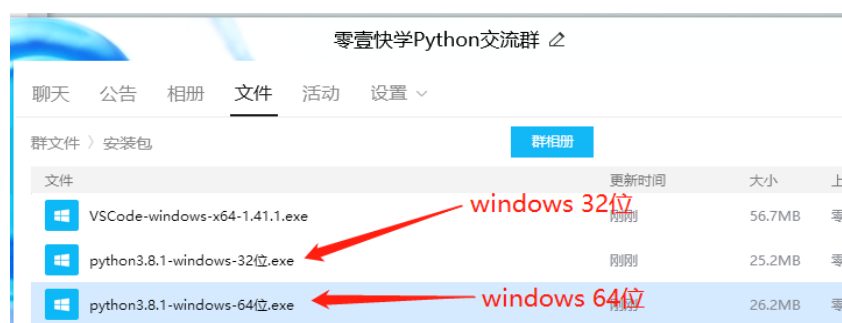 零壹快学Python交流群
聊天 公告 相册 文件 活动 设置
群文件 〉安装包 群相册
文件 更新时间 大小
windows 32位
VSCode-windows-x64-1.41.1.exe 刚刚 56.7MB
python3.8.1-windows-32位.exe 刚刚 25.2MB
windows 64位
python3.8.1-windows-64位.exe 26.2MB